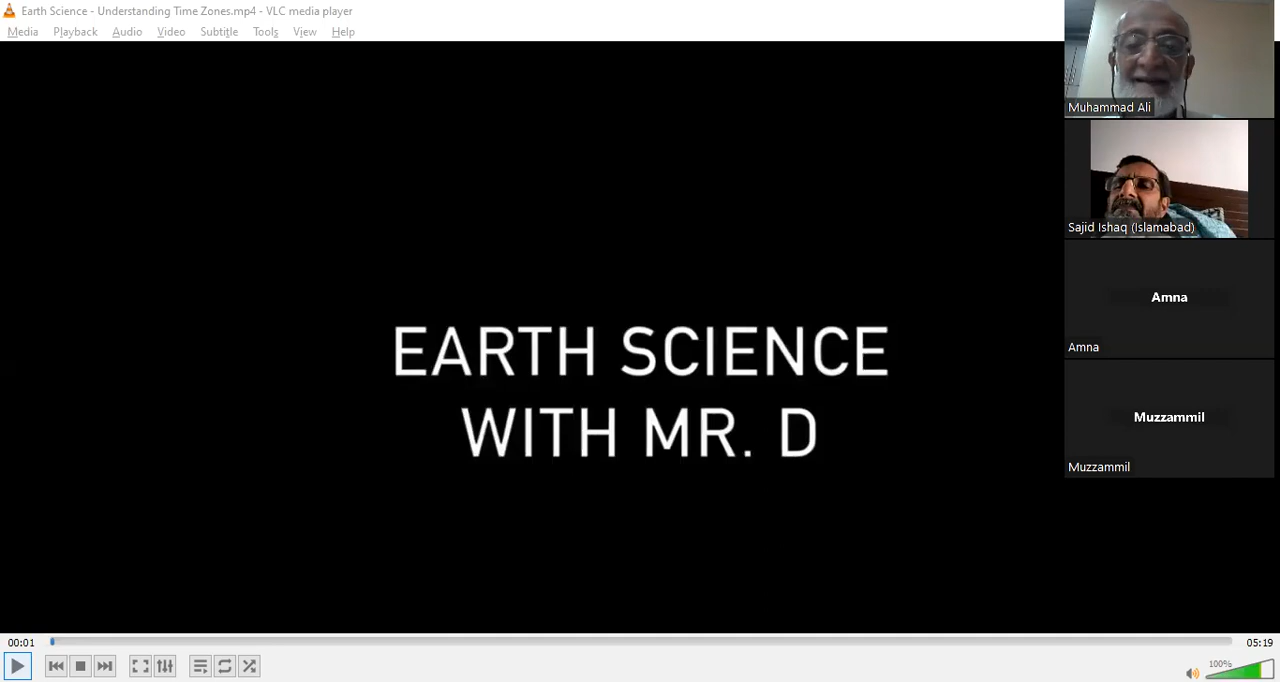 Earth Science - Understanding Time Zones.mp4 - VLC media player
Media Playback Audio Video Subtitle Tools View Help
Muhammad Ali
Sajid Ishaq (Islamabad)
Amna
Amna
Muzzammil
Muzzammil
EARTH SCIENCE
WITH MR. D
00:01
05:19
100%